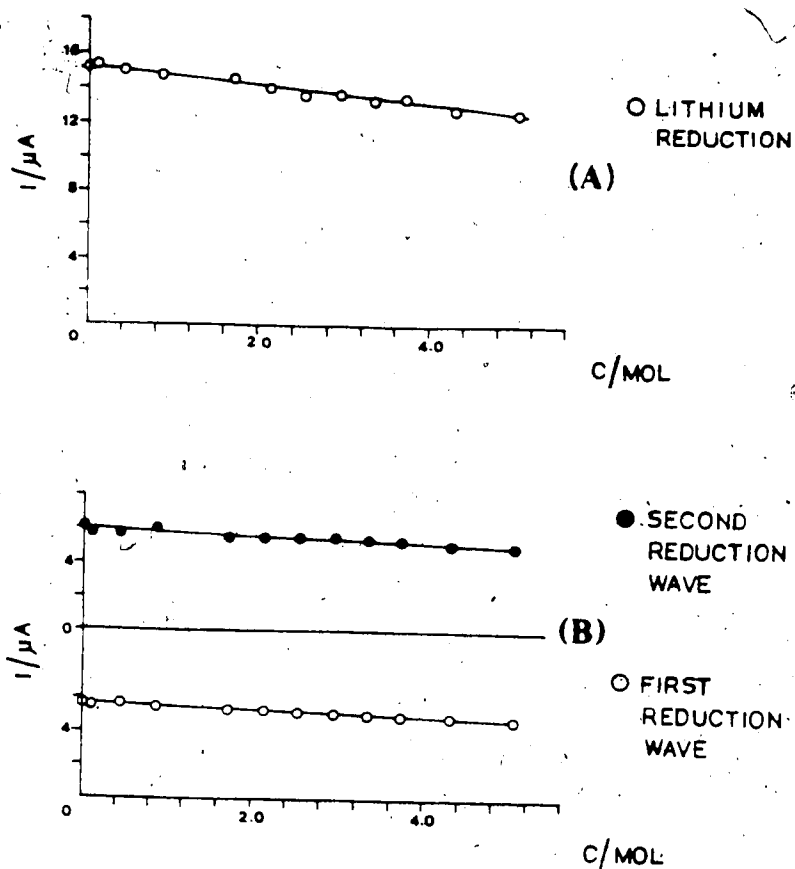 16
12
8
4
0
I/μA
2.0
4.0
C/MOL
O LITHIUM
REDUCTION
(A)
4
0
I/μA
4
0
2.0
4.0
C/MOL
● SECOND
REDUCTION
WAVE
(B)
O FIRST
REDUCTION
WAVE